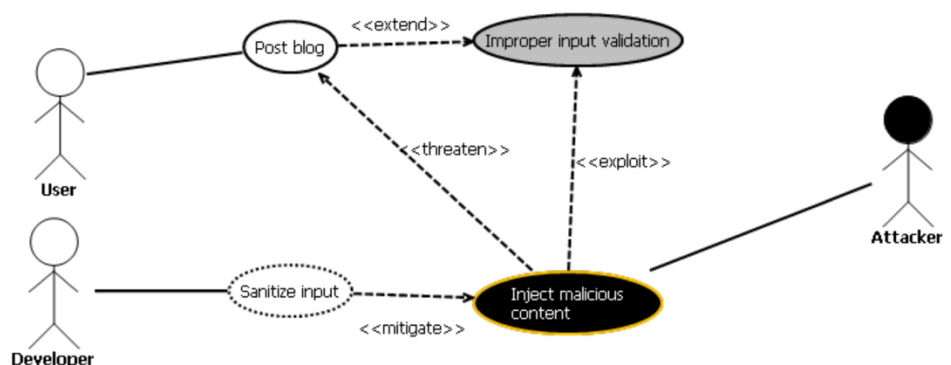 <<extend>>
Post blog
Improper input validation
<<threaten>>
<<exploit>>
User
Attacker
Sanitize input
Inject malicious
content
<<mitigate>>
Developer